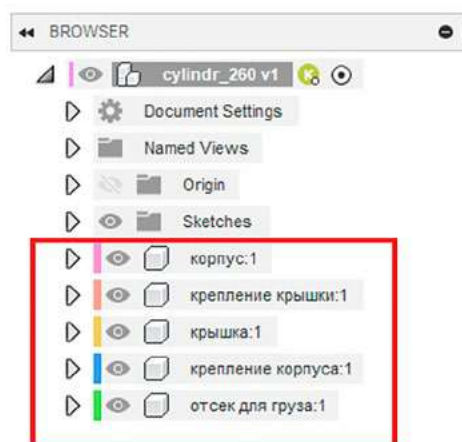 BROWSER
cylindr_260 v1
Document Settings
Named Views
Origin
Sketches
корпус:1
крепление крышки:1
крышка:1
крепление корпуса:1
отсек для груза:1